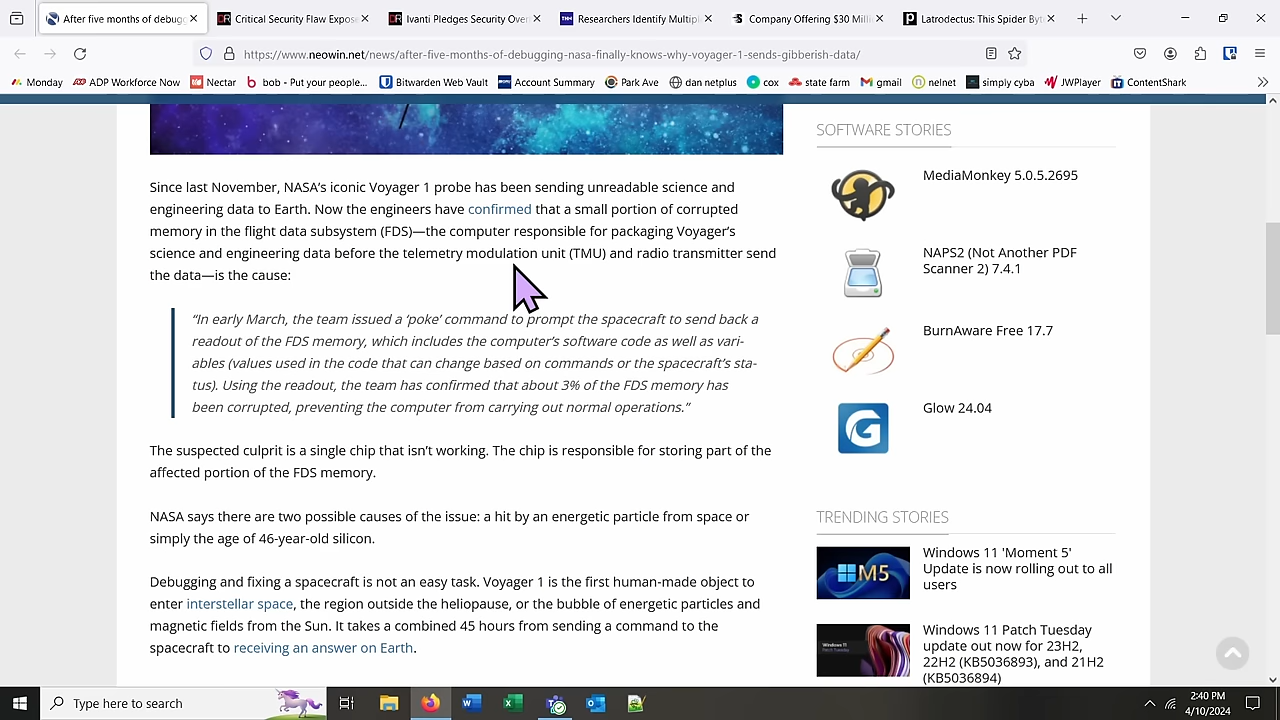 After five months of debugg
Critical Security Flaw Expose
Ivanti Pledges Security Over
Researchers Identify Multipl
Company Offering $30 Mill
Latrodectus: This Spider Byt
https://www.neowin.net/news/after-five-months-of-debugging-nasa-finally-knows-why-voyager-1-sends-gibberish-data/
Monday
ADP Workforce Now
Nectar
bob - Put your people...
Bitwarden Web Vault
Account Summary
Park Ave
dan netplus
cox
state farm
gmail
nelnet
simply cyba
JWPlayer
ContentShark
Since last November, NASA's iconic Voyager 1 probe has been sending unreadable science and
engineering data to Earth. Now the engineers have confirmed that a small portion of corrupted
memory in the flight data subsystem (FDS)—the computer responsible for packaging Voyager's
science and engineering data before the telemetry modulation unit (TMU) and radio transmitter send
the data—is the cause:
"In early March, the team issued a 'poke' command to prompt the spacecraft to send back a
readout of the FDS memory, which includes the computer's software code as well as vari-
ables (values used in the code that can change based on commands or the spacecraft's sta-
tus). Using the readout, the team has confirmed that about 3% of the FDS memory has
been corrupted, preventing the computer from carrying out normal operations."
The suspected culprit is a single chip that isn't working. The chip is responsible for storing part of the
affected portion of the FDS memory.
NASA says there are two possible causes of the issue: a hit by an energetic particle from space or
simply the age of 46-year-old silicon.
Debugging and fixing a spacecraft is not an easy task. Voyager 1 is the first human-made object to
enter interstellar space, the region outside the heliopause, or the bubble of energetic particles and
magnetic fields from the Sun. It takes a combined 45 hours from sending a command to the
spacecraft to receiving an answer on Earth.
SOFTWARE STORIES
MediaMonkey 5.0.5.2695
NAPS2 (Not Another PDF
Scanner 2) 7.4.1
BurnAware Free 17.7
Glow 24.04
TRENDING STORIES
M5
Windows 11 'Moment 5'
Update is now rolling out to all
users
Windows 11
Windows 11 Patch Tuesday
update out now for 23H2,
22H2 (KB5036893), and 21H2
(KB5036894)
Type here to search
2:40 PM
4/10/2024